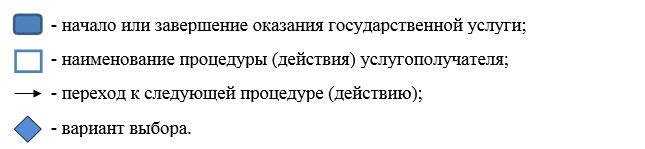 - начало или завершение оказания государственной услуги;
- наименование процедуры (действия) услугополучателя;
- переход к следующей процедуре (действию);
- вариант выбора.